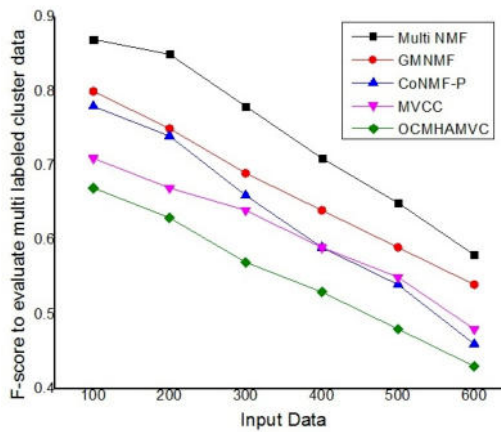 F-score to evaluate multi labeled cluster data
0.9
0.8
0.7
0.6
0.5
0.4
Multi NMF
GMNMF
CoNMF-P
MVCC
OCMHAMVC
100 200 300 400 500 600
Input Data